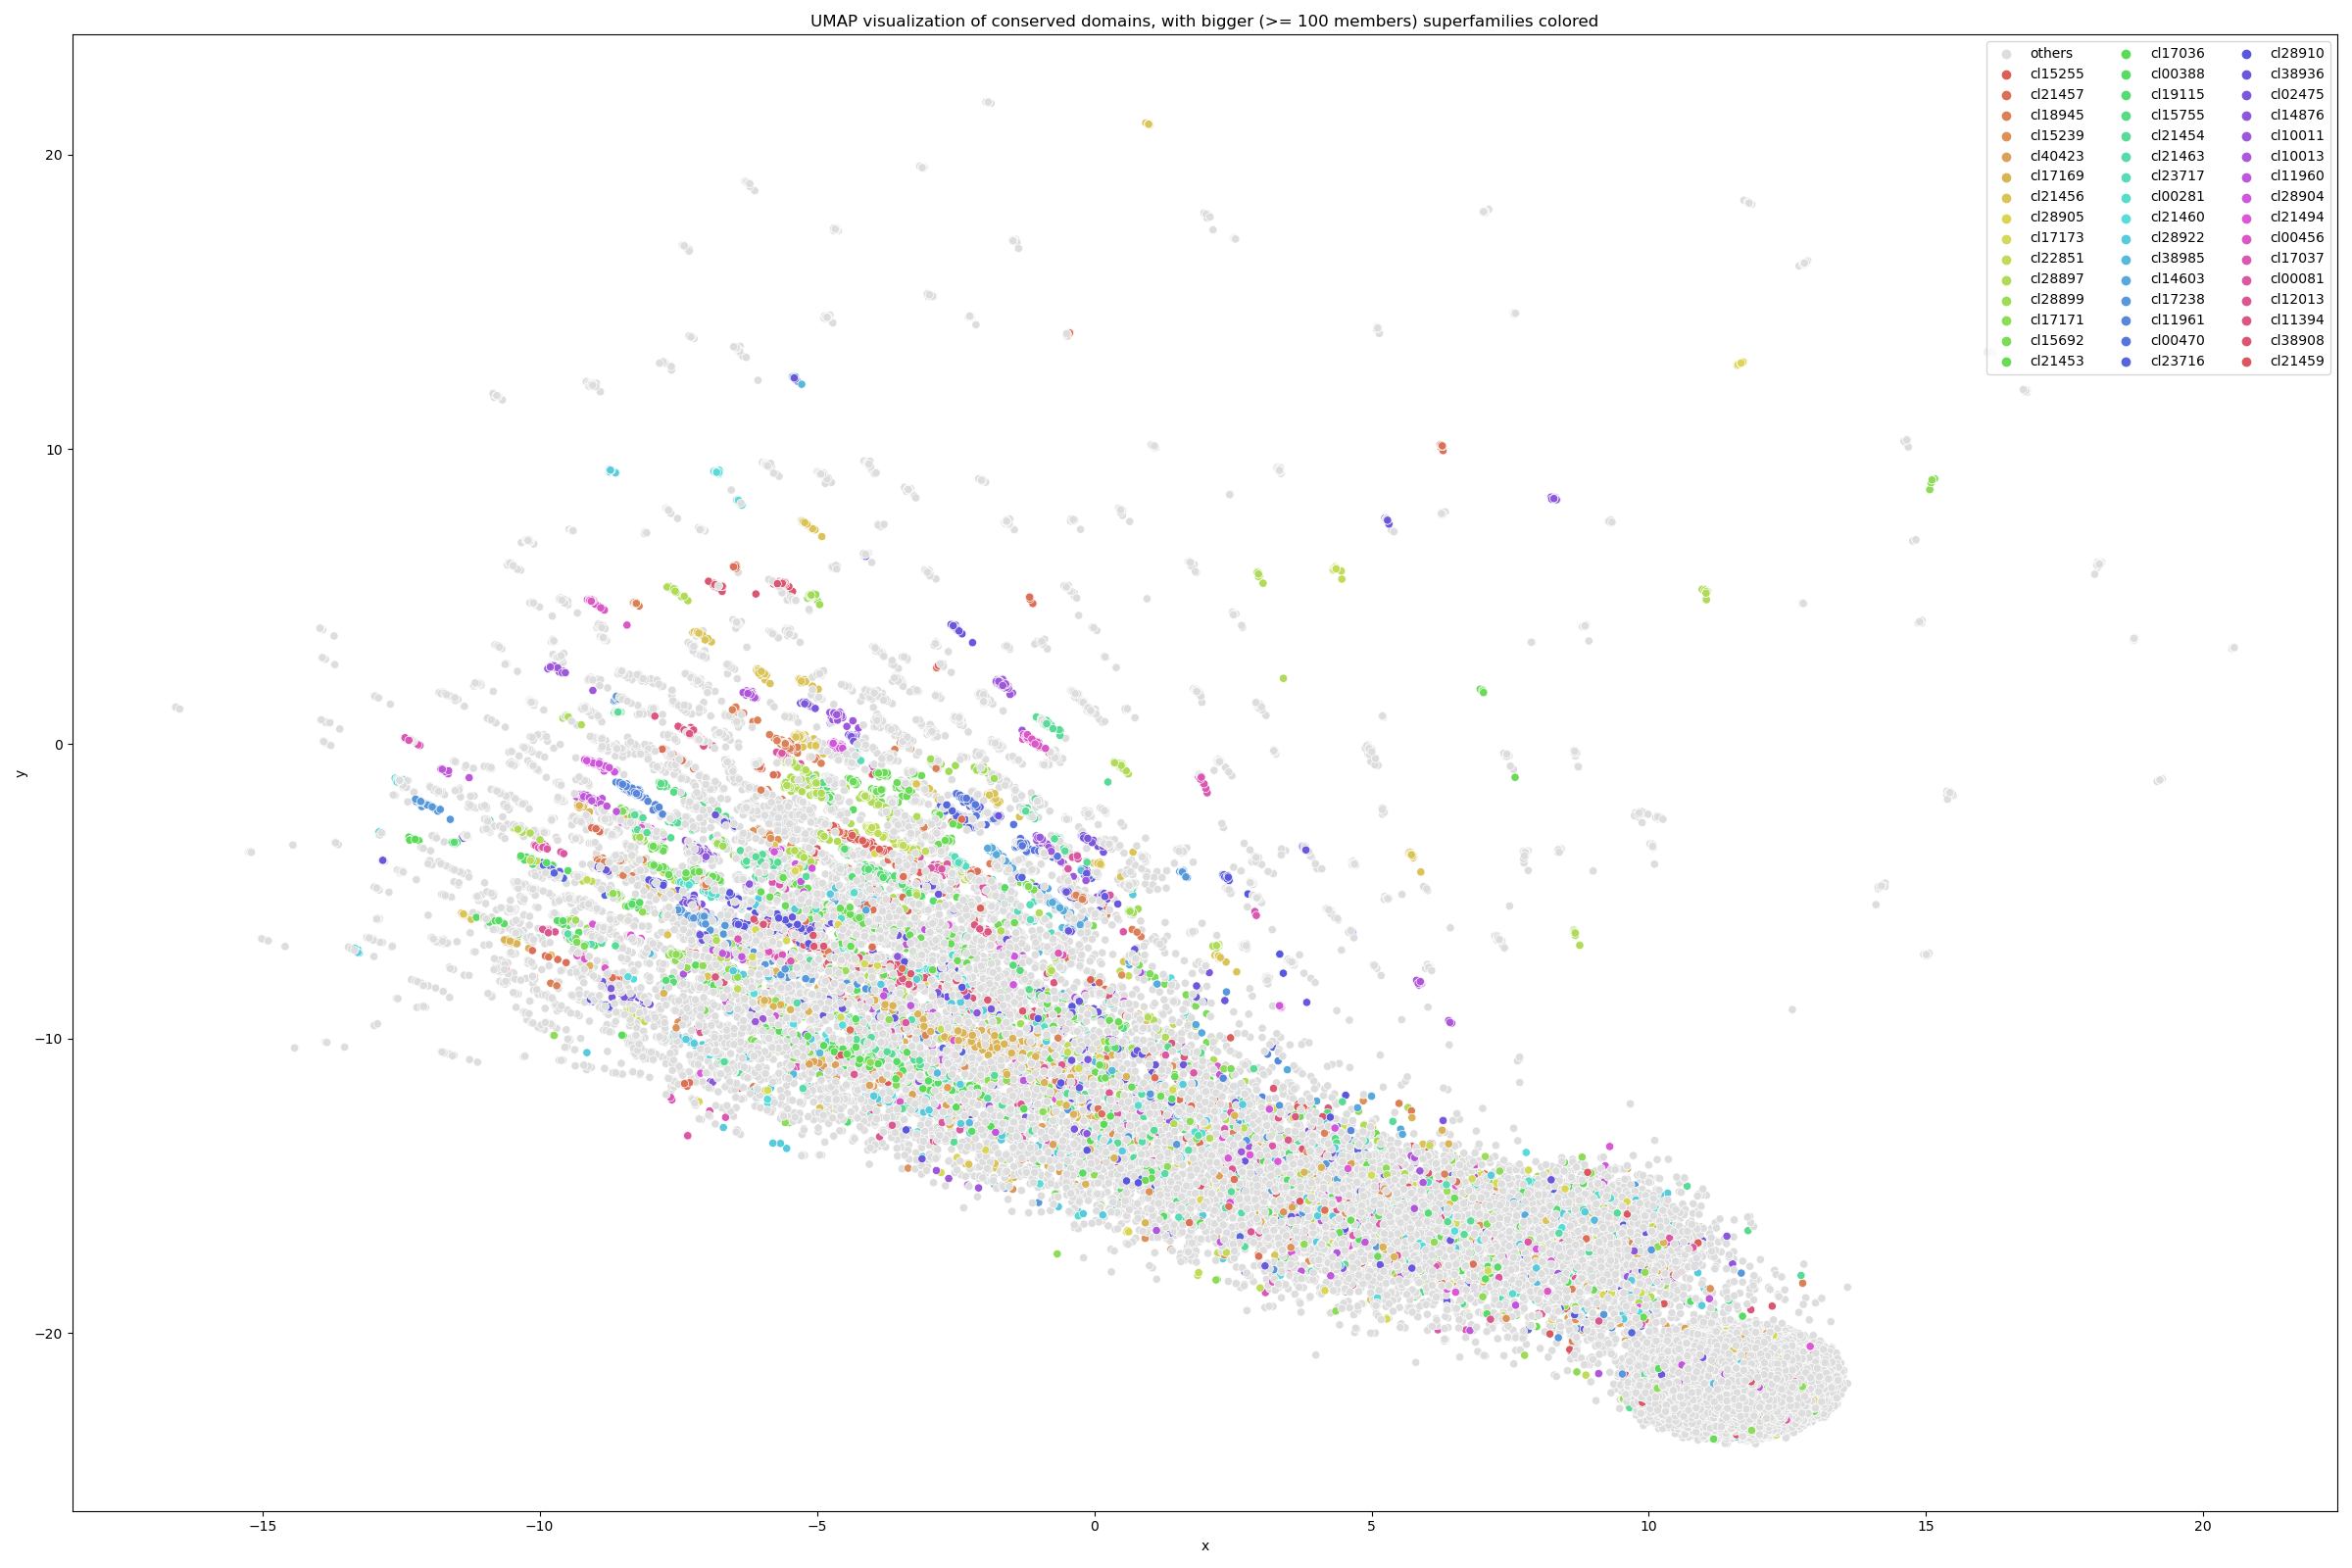 UMAP visualization of conserved domains, with bigger (>= 100 members) superfamilies colored
others
cl15255
cl21457
cl18945
cl15239
cl40423
cl17169
cl21456
cl28905
cl17173
cl22851
cl28897
cl28899
cl17171
cl15692
cl21453
cl17036
cl00388
cl19115
cl15755
cl21454
cl21463
cl23717
cl00281
cl21460
cl28922
cl38985
cl14603
cl17238
cl11961
cl00470
cl23716
cl28910
cl38936
cl02475
cl14876
cl10011
cl10013
cl11960
cl28904
cl21494
cl00456
cl17037
cl00081
cl12013
cl11394
cl38908
cl21459
y
20
10
0
−10
−20
−15
−10
−5
0
5
10
15
20
x